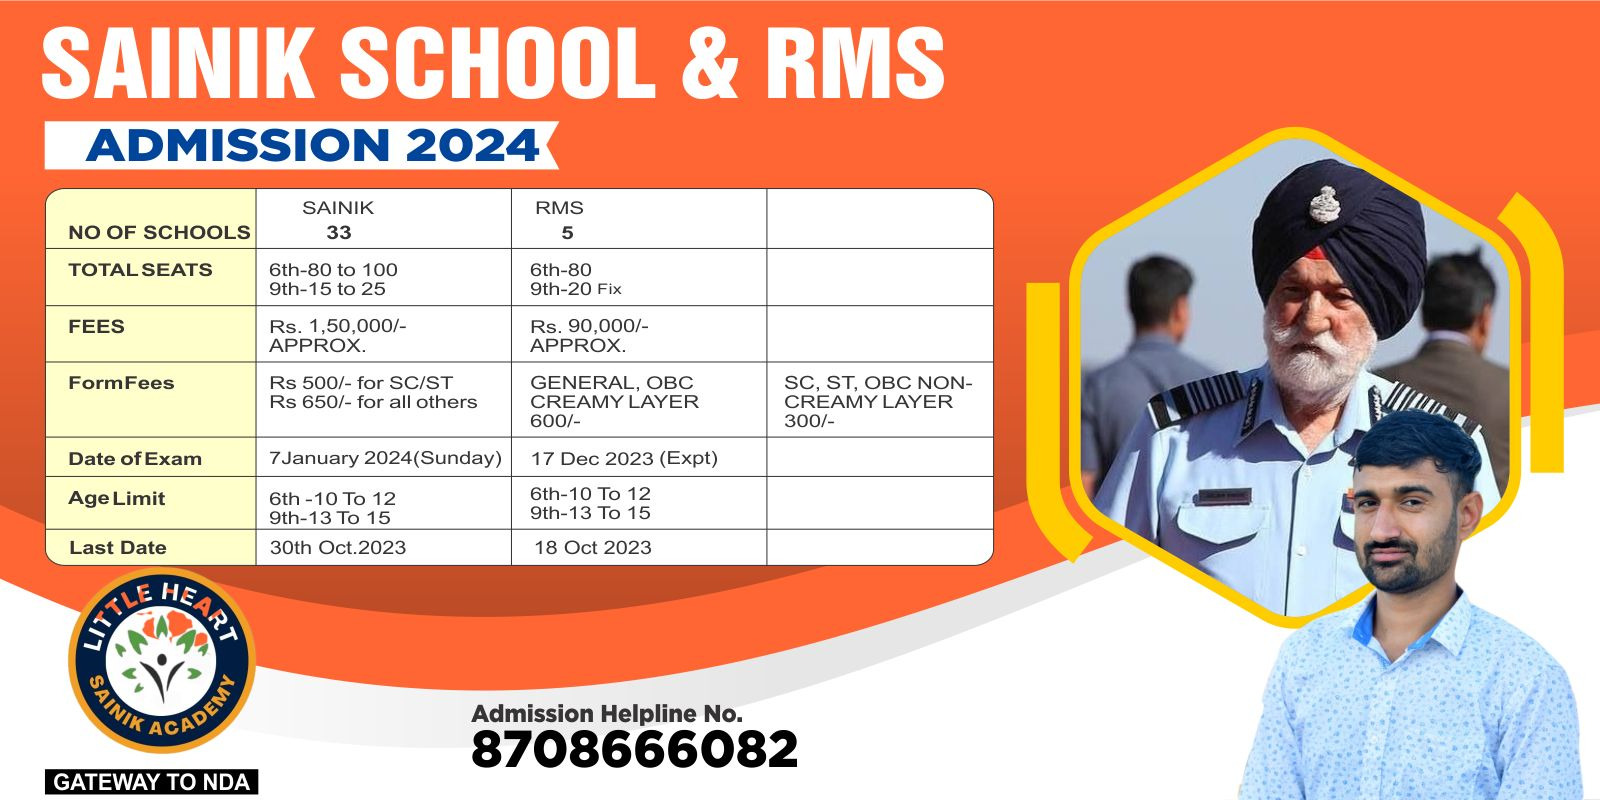 SAINIK SCHOOL & RMS
ADMISSION 2024
SAINIK RMS
NO OF SCHOOLS 33 5
TOTAL SEATS 6th-80 to 100 6th-80
9th-15 to 25 9th-20 Fix
FEES Rs. 1,50,000/- Rs. 90,000/-
APPROX. APPROX.
FormFees Rs 500/- for SC/ST GENERAL, OBC SC, ST, OBC NON-
Rs 650/- for all others CREAMY LAYER CREAMY LAYER
600/- 300/-
Date of Exam 7January 2024(Sunday) 17 Dec 2023 (Expt)
Age Limit 6th -10 To 12 6th-10 To 12
9th-13 To 15 9th-13 To 15
Last Date 30th Oct.2023 18 Oct 2023
LITTLE HEART
SAINIK ACADEMY
GATEWAY TO NDA
Admission Helpline No.
8708666082